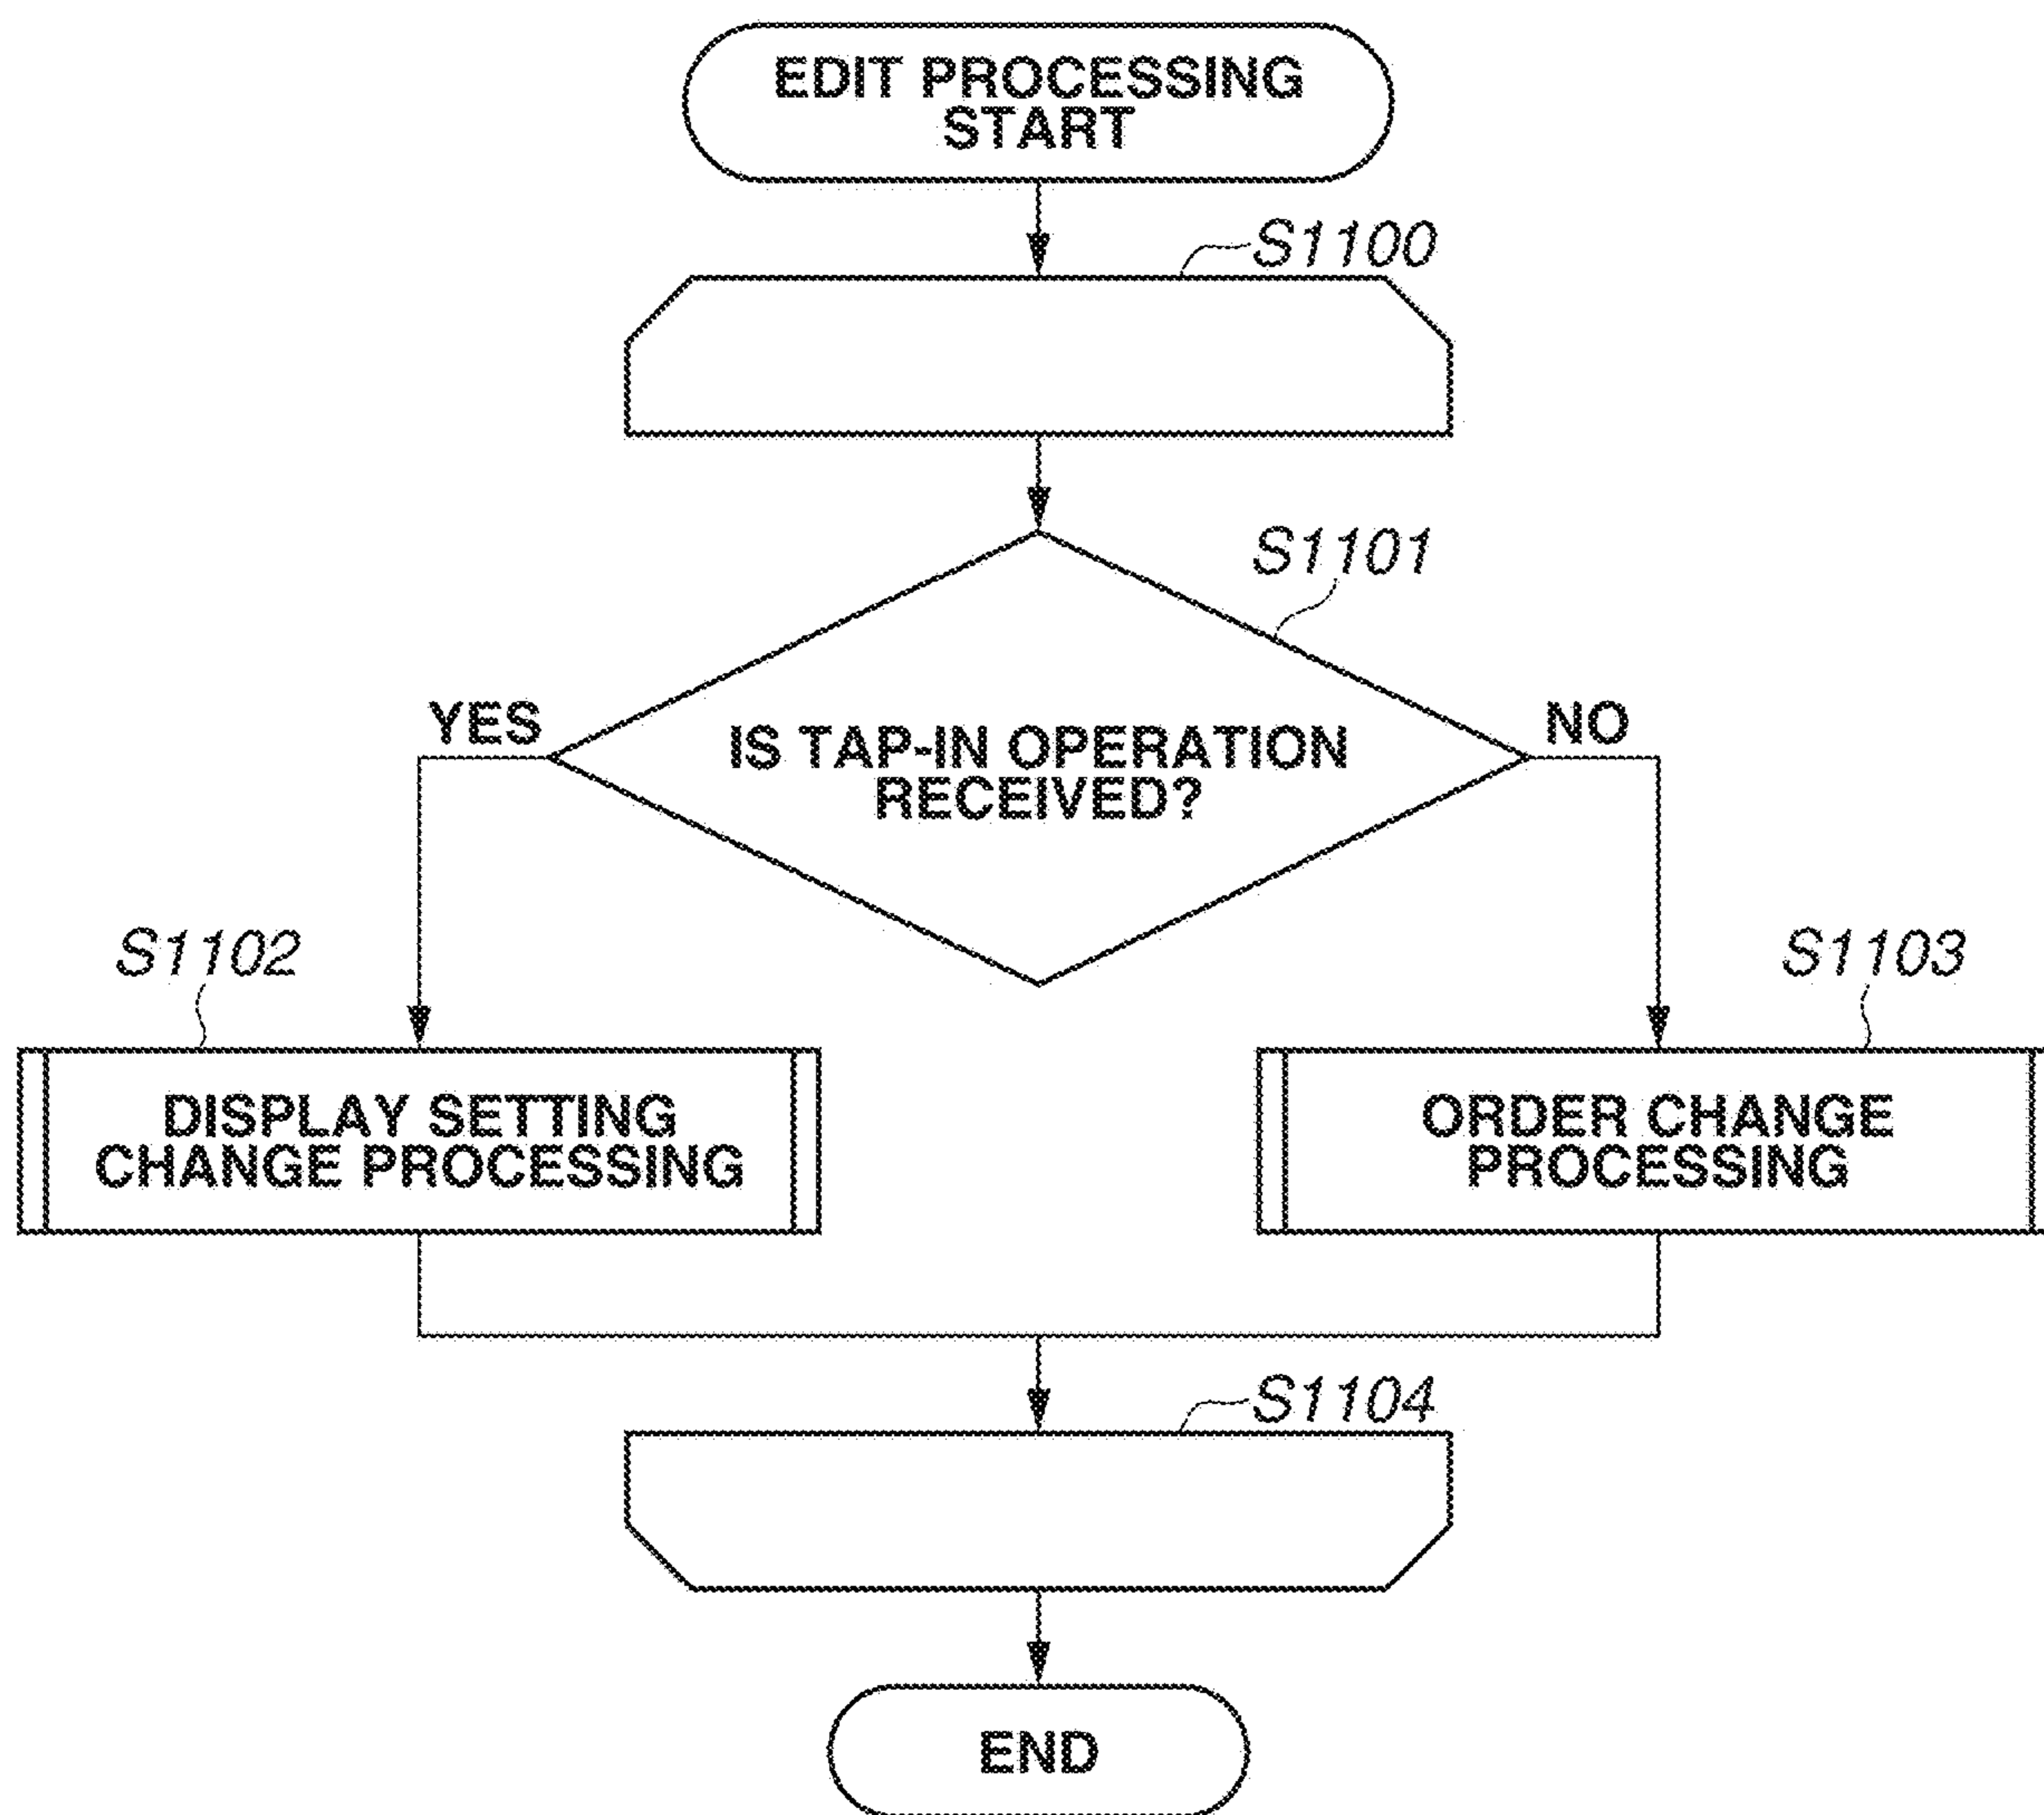 EDIT PROCESSING
START
S1100
S1101
YES
IS TAP-IN OPERATION
RECEIVED?
NO
S1102
S1103
DISPLAY SETTING
CHANGE PROCESSING
ORDER CHANGE
PROCESSING
S1104
END